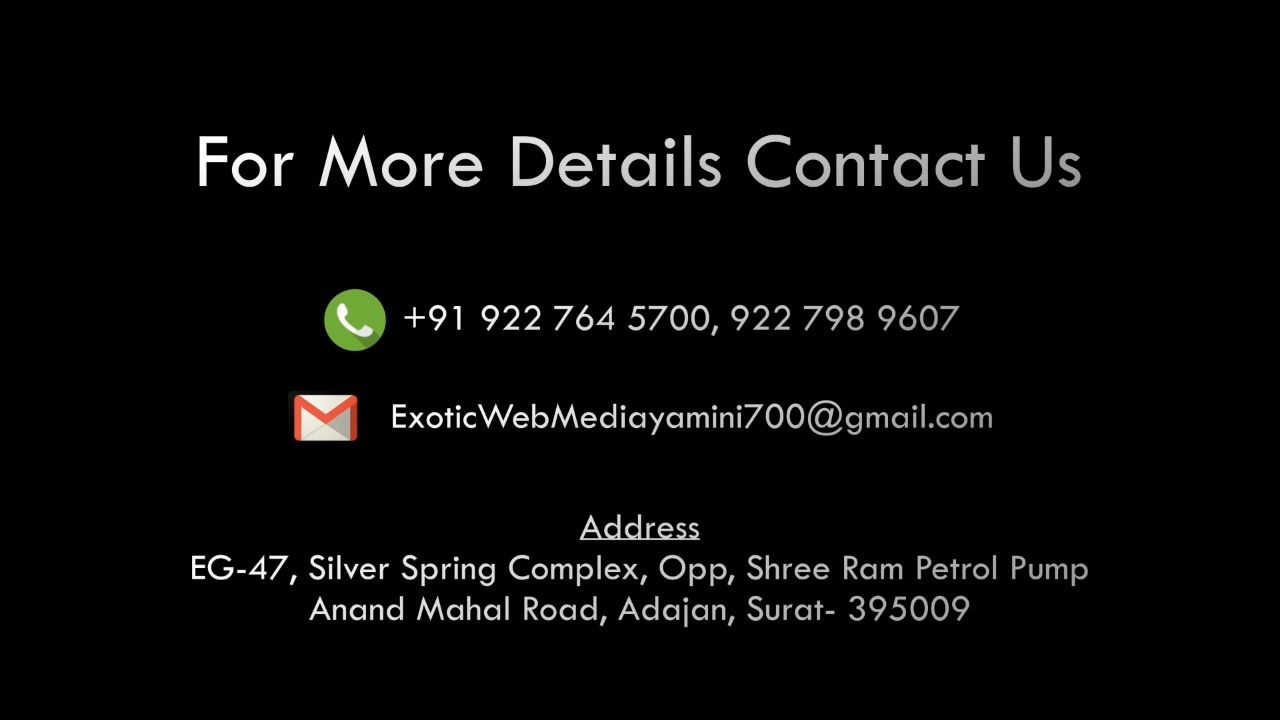 For More Details Contact Us
+91 922 764 5700, 922 798 9607
ExoticWebMediayamini700@gmail.com
Address
EG-47, Silver Spring Complex, Opp, Shree Ram Petrol Pump
Anand Mahal Road, Adajan, Surat- 395009